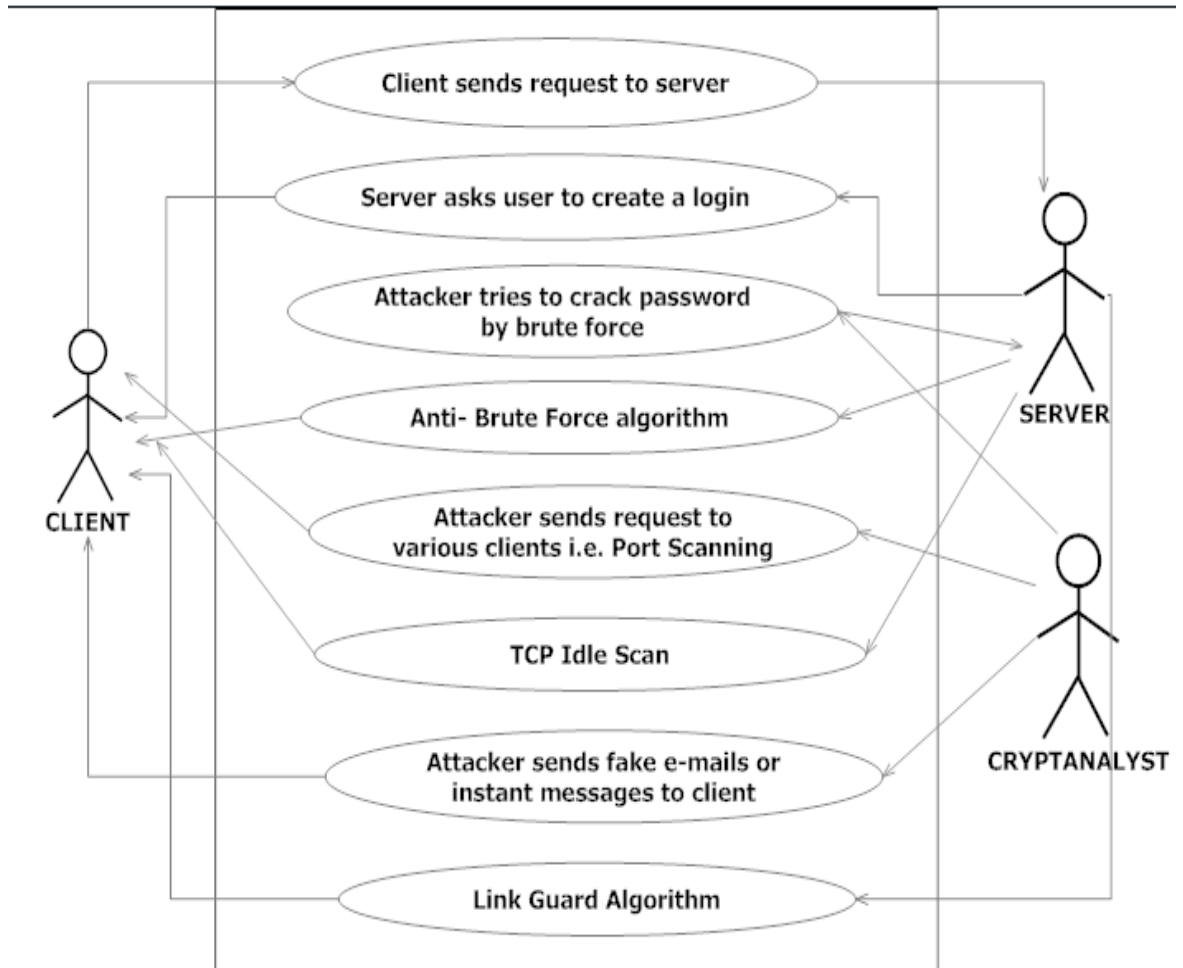 Client sends request to server
Server asks user to create a login
Attacker tries to crack password
by brute force
SERVER
Anti- Brute Force algorithm
CLIENT
Attacker sends request to
various clients i.e. Port Scanning
TCP Idle Scan
CRYPTANALYST
Attacker sends fake e-mails or
instant messages to client
Link Guard Algorithm